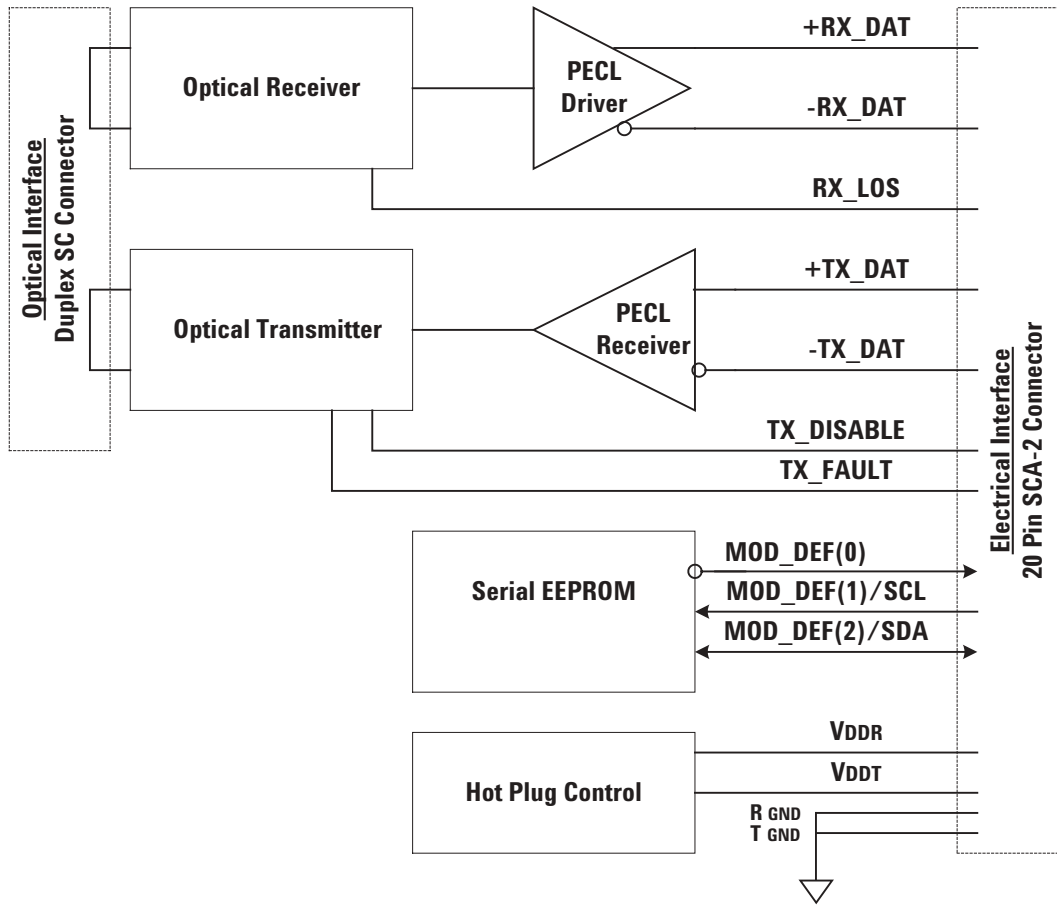 Optical Interface
Duplex SC Connector
Optical Receiver
PECL
Driver
+RX_DAT
-RX_DAT
RX_LOS
Optical Transmitter
PECL
Receiver
+TX_DAT
-TX_DAT
TX_DISABLE
TX_FAULT
Serial EEPROM
MOD_DEF(0)
MOD_DEF(1)/SCL
MOD_DEF(2)/SDA
Hot Plug Control
VDDR
VDDT
R GND
T GND
Electrical Interface
20 Pin SCA-2 Connector